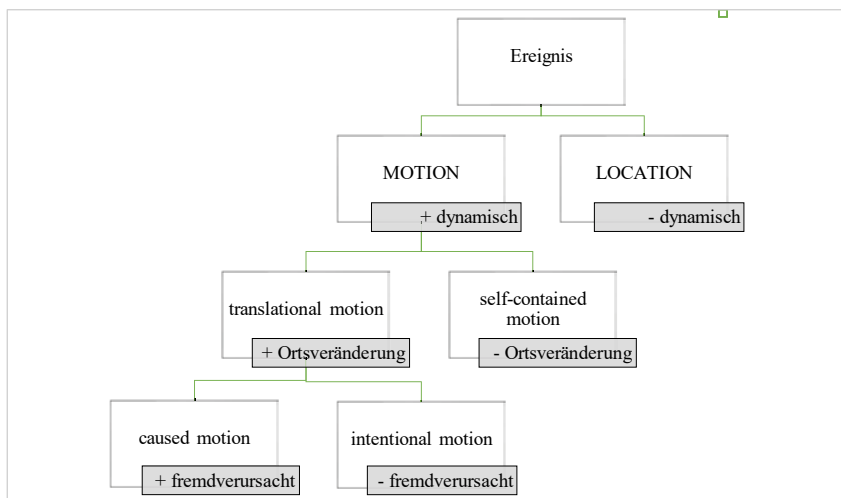 Ereignis
MOTION
+ dynamisch
LOCATION
- dynamisch
translational motion
+ Ortsveränderung
self-contained
motion
- Ortsveränderung
caused motion
+ fremdverursacht
intentional motion
- fremdverursacht